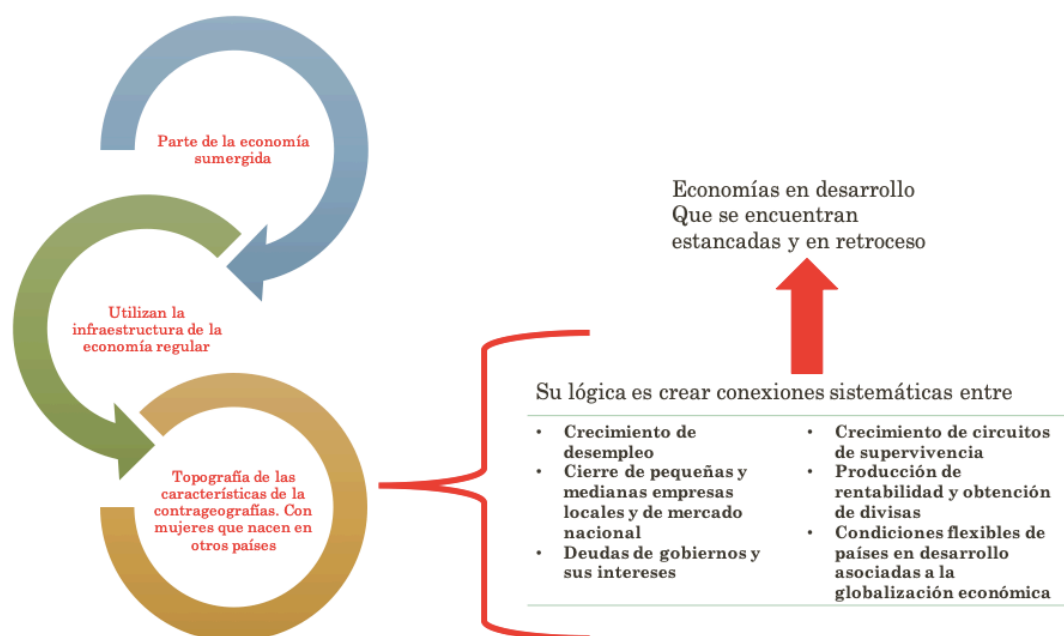 Parte de la economía
sumergida
Utilizan la
infraestructura de la
economía regular
Topografía de las
características de la
contrageografías. Con
mujeres que nacen en
otros países
Economías en desarrollo
Que se encuentran
estancadas y en retroceso
Su lógica es crear conexiones sistemáticas entre
• Crecimiento de
desempleo
• Cierre de pequeñas y
medianas empresas
locales y de mercado
nacional
• Deudas de gobiernos y
sus intereses
• Crecimiento de circuitos
de supervivencia
• Producción de
rentabilidad y obtención
de divisas
• Condiciones flexibles de
países en desarrollo
asociadas a la
globalización económica